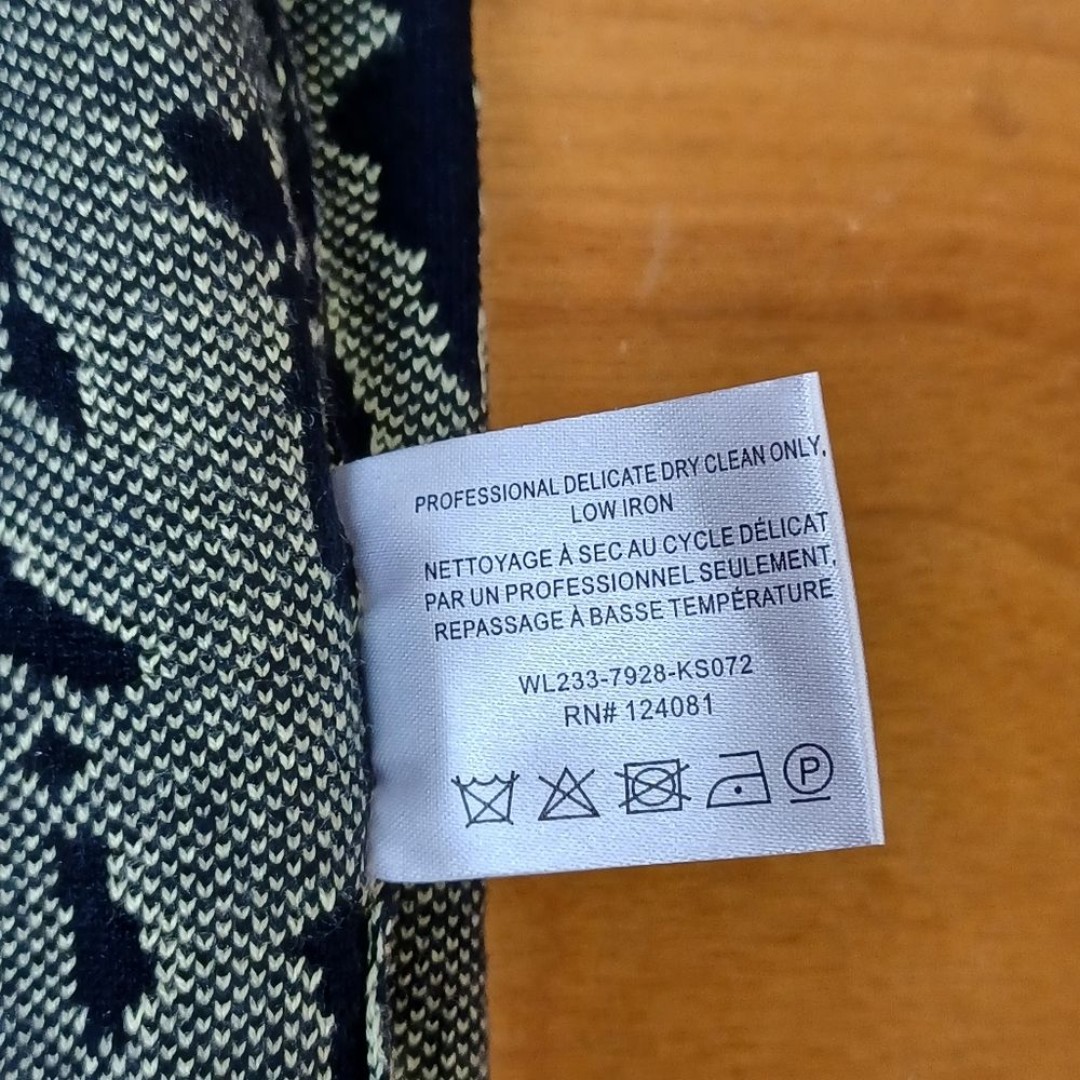 PROFESSIONAL DELICATE DRY CLEAN ONLY,
LOW IRON
NETTOYAGE À SEC AU CYCLE DÉLICAT
PAR UN PROFESSIONNEL SEULEMENT,
REPASSAGE À BASSE TEMPÉRATURE
WL233-7928-KS072
RN# 124081
P